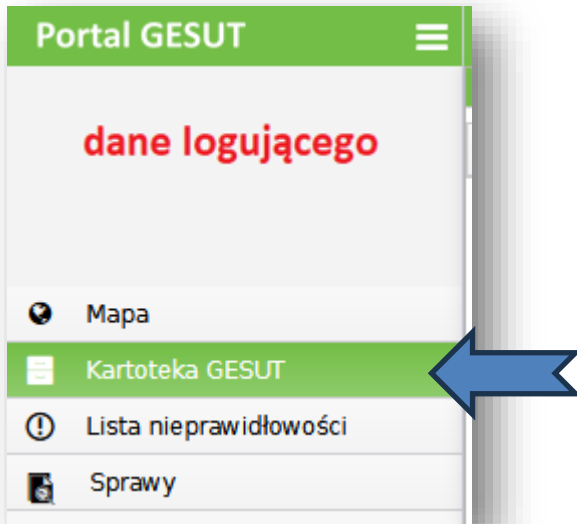 Portal GESUT
dane logującego
Mapa
Kartoteka GESUT
Lista nieprawidłowości
Sprawy